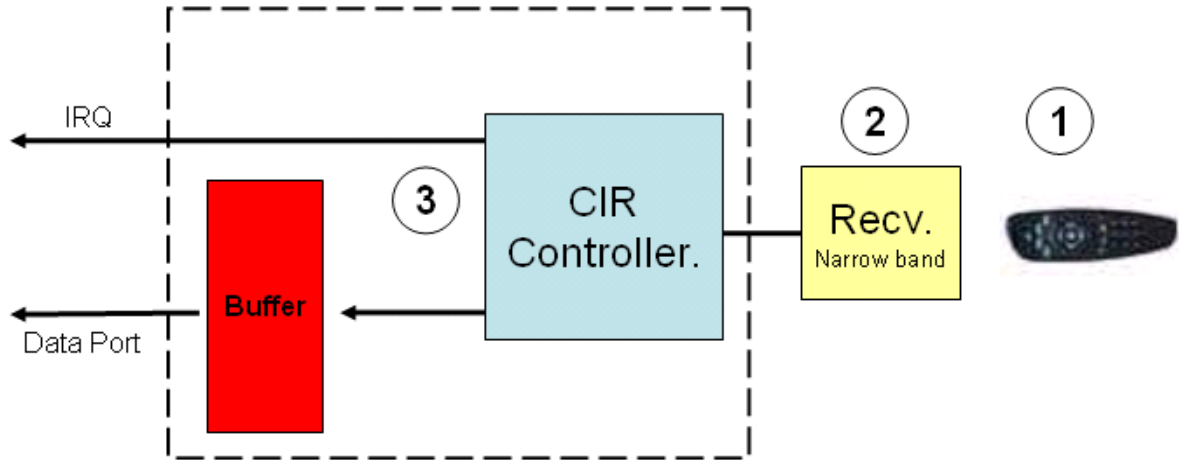 IRQ
2
1
3
CIR
Controller.
Recv.
Narrow band
Buffer
Data Port